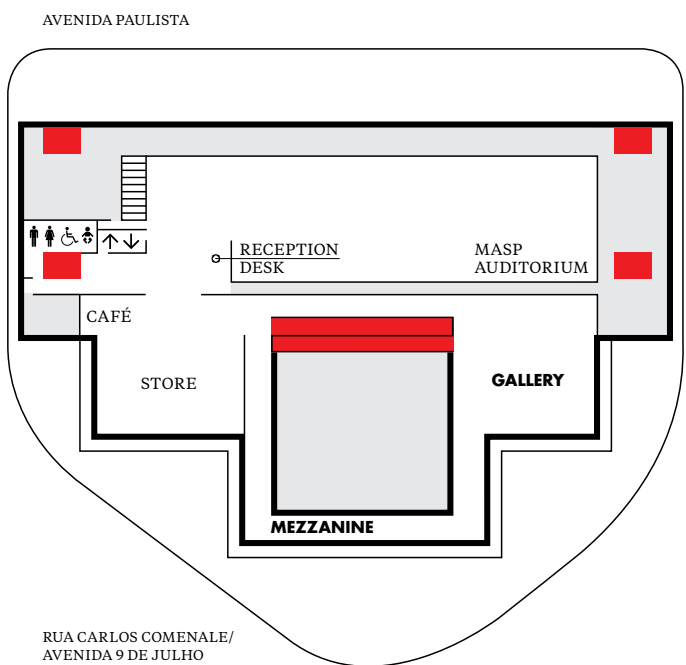 AVENIDA PAULISTA
RECEPTION
DESK
MASP
AUDITORIUM
CAFÉ
STORE
GALLERY
MEZZANINE
RUA CARLOS COMENALE/
AVENIDA 9 DE JULHO